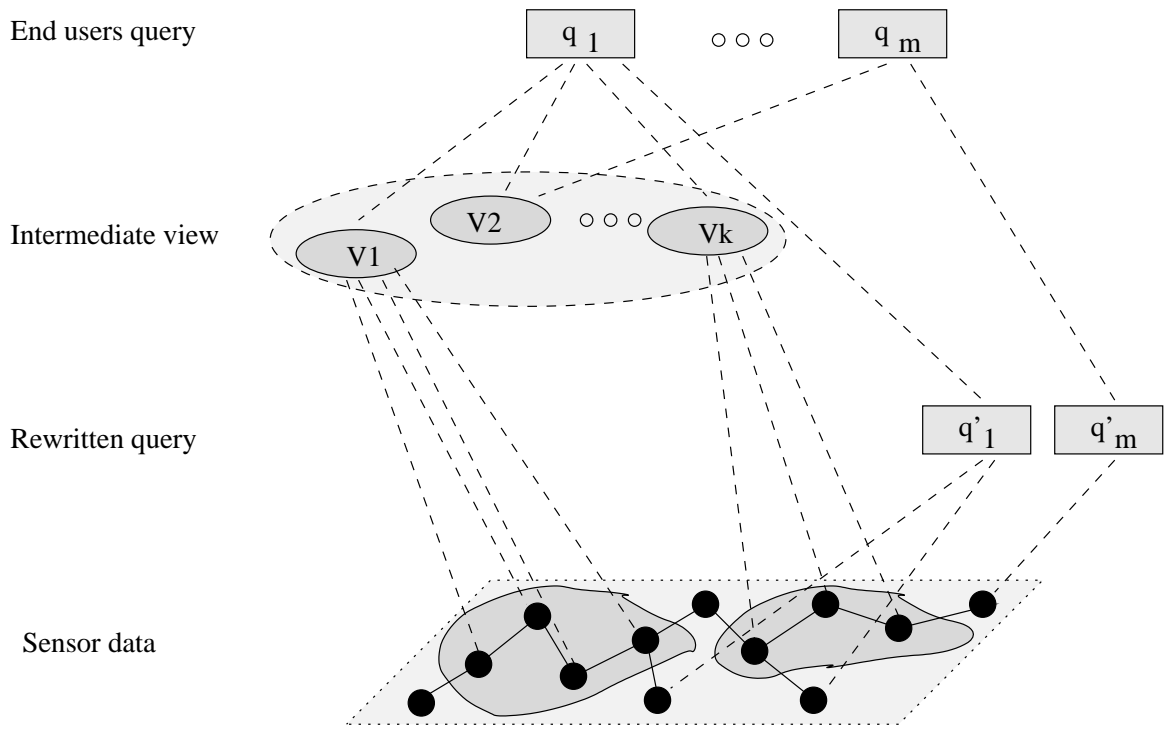 End users query
q 1
q m
Intermediate view
V1
V2
Vk
Rewritten query
q’1
q’m
Sensor data